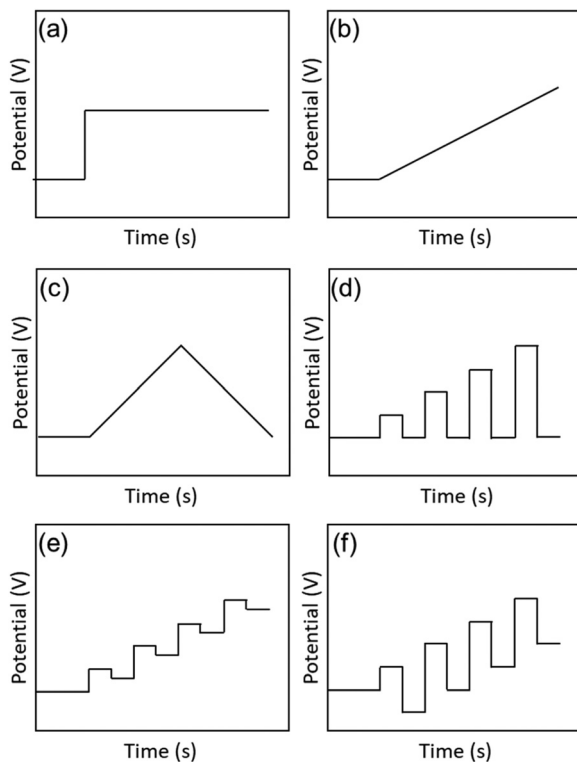 (a)
Potential (V)
Time (s)
(b)
Potential (V)
Time (s)
(c)
Potential (V)
Time (s)
(d)
Potential (V)
Time (s)
(e)
Potential (V)
Time (s)
(f)
Potential (V)
Time (s)